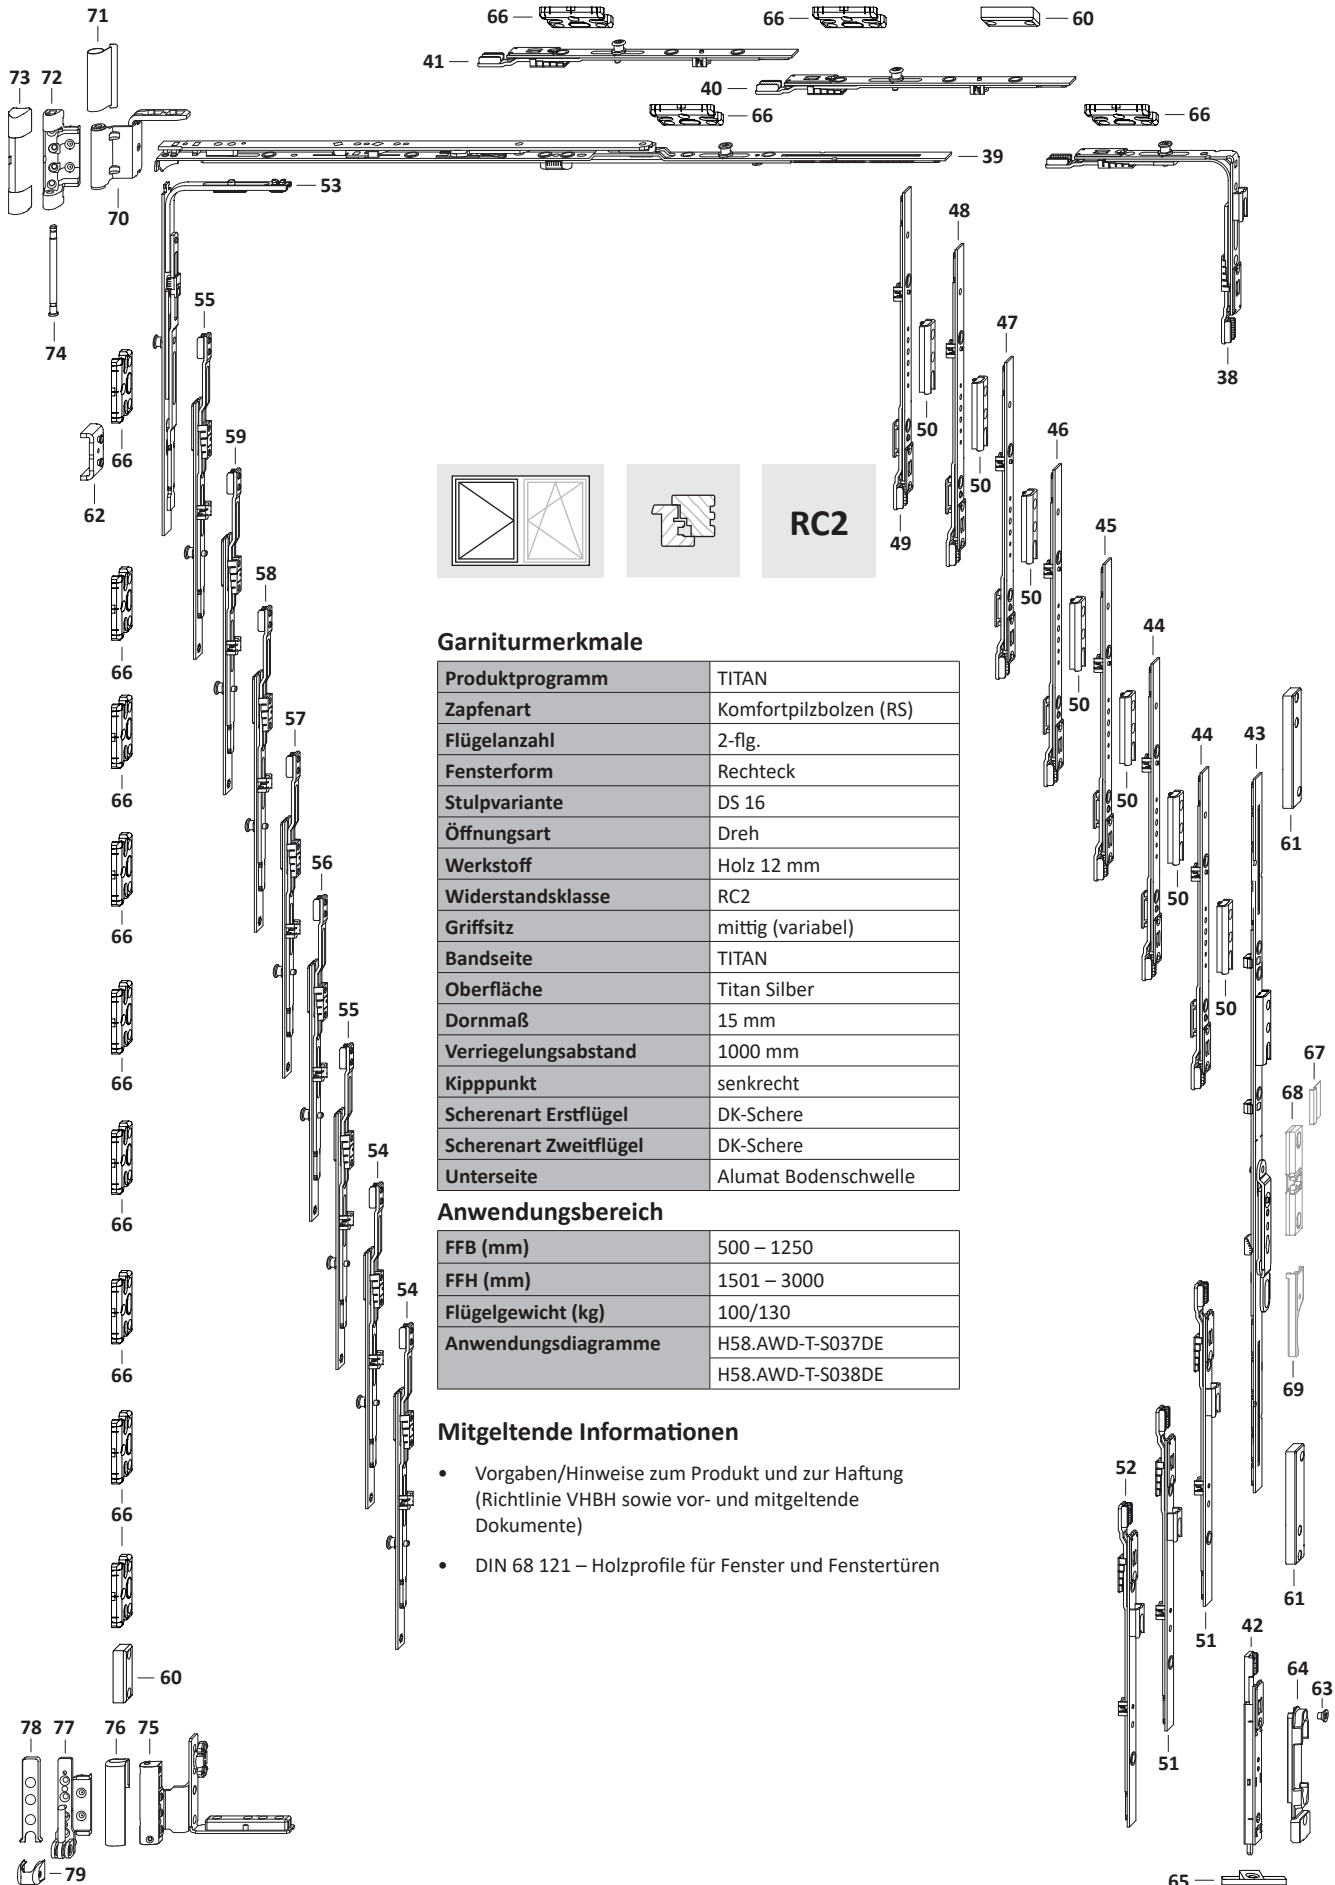 71
66
66
60
41
73 72
40
66
66
39
53
70
48
49
55
47
74
38
50
46
59
66
50
62
RC2
49
45
58
50
44
Garniturmerkmale
66
Produktprogramm TITAN
Zapfenart Komfortpilzbolzen (RS)
Flügelanzahl 2-flg.
Fensterform Rechteck
Stulpvariante DS 16
Öffnungsart Dreh
Werkstoff Holz 12 mm
Widerstandsklasse RC2
Griffsitz mittig (variabel)
Bandseite TITAN
Oberfläche Titan Silber
Dornmaß 15 mm
Verriegelungsabstand 1000 mm
Kipppunkt senkrecht
Scherenart Erstflügel DK-Schere
Scherenart Zweitflügel DK-Schere
Unterseite Alumat Bodenschwelle
57
50
44 43
66
50
61
56
50
66
55
50
67
66
68
54
66
Anwendungsbereich
FFB (mm) 500 – 1250
FFH (mm) 1501 – 3000
Flügelgewicht (kg) 100/130
Anwendungsdiagramme H58.AWD-T-S037DE
H58.AWD-T-S038DE
54
66
69
Mitgeltende Informationen
• Vorgaben/Hinweise zum Produkt und zur Haftung
(Richtlinie VHBH sowie vor- und mitgeltende
Dokumente)
• DIN 68 121 – Holzprofile für Fenster und Fenstertüren
52
66
61
51
42
60
64
63
78 77 76 75
51
79
65